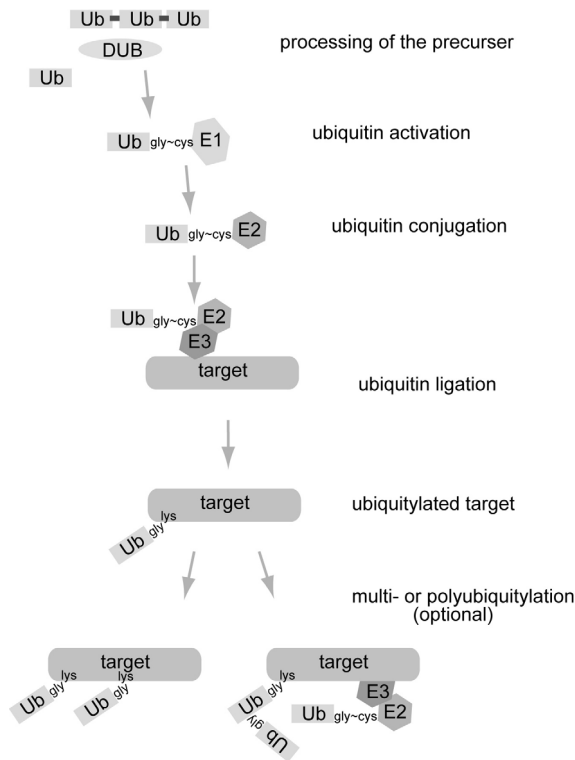 Ub Ub Ub
processing of the precurser
DUB
Ub
Ub gly~cys E1
ubiquitin activation
Ub gly~cys E2
ubiquitin conjugation
Ub gly~cys E2
E3
target
ubiquitin ligation
target
ubiquitylated target
lys
gly
Ub
multi- or polyubiquitylation
(optional)
target
lys lys
gly gly
Ub Ub
target
lys
gly
Ub
E3
Ub gly~cys E2
gly
Ub